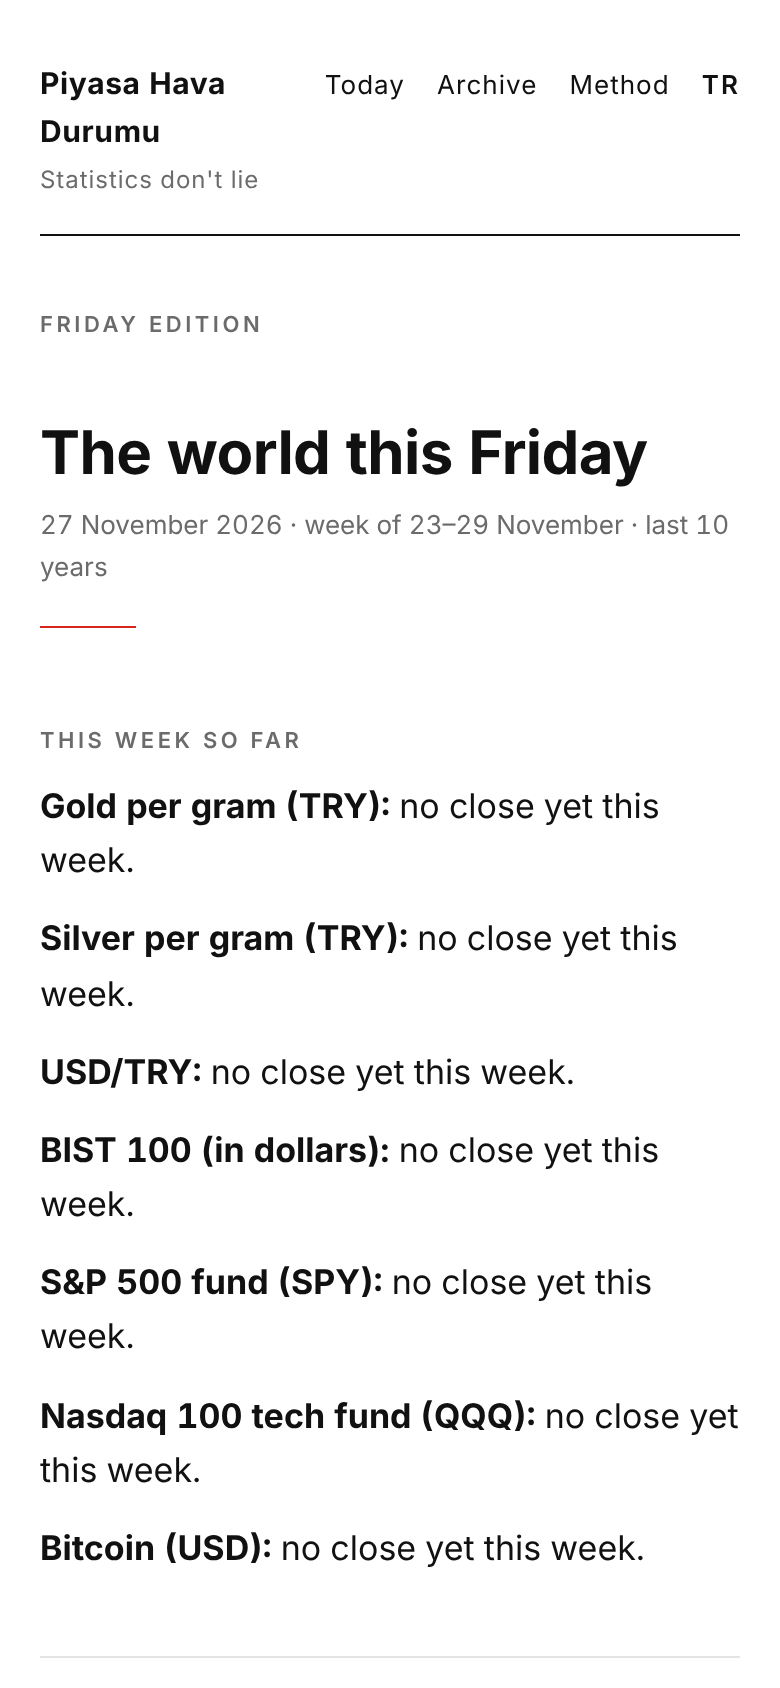 Piyasa Hava
Durumu
Statistics don't lie
Today Archive Method TR
FRIDAY EDITION
The world this Friday
27 November 2026 · week of 23–29 November · last 10
years
THIS WEEK SO FAR
Gold per gram (TRY): no close yet this
week.
Silver per gram (TRY): no close yet this
week.
USD/TRY: no close yet this week.
BIST 100 (in dollars): no close yet this
week.
S&P 500 fund (SPY): no close yet this
week.
Nasdaq 100 tech fund (QQQ): no close yet
this week.
Bitcoin (USD): no close yet this week.